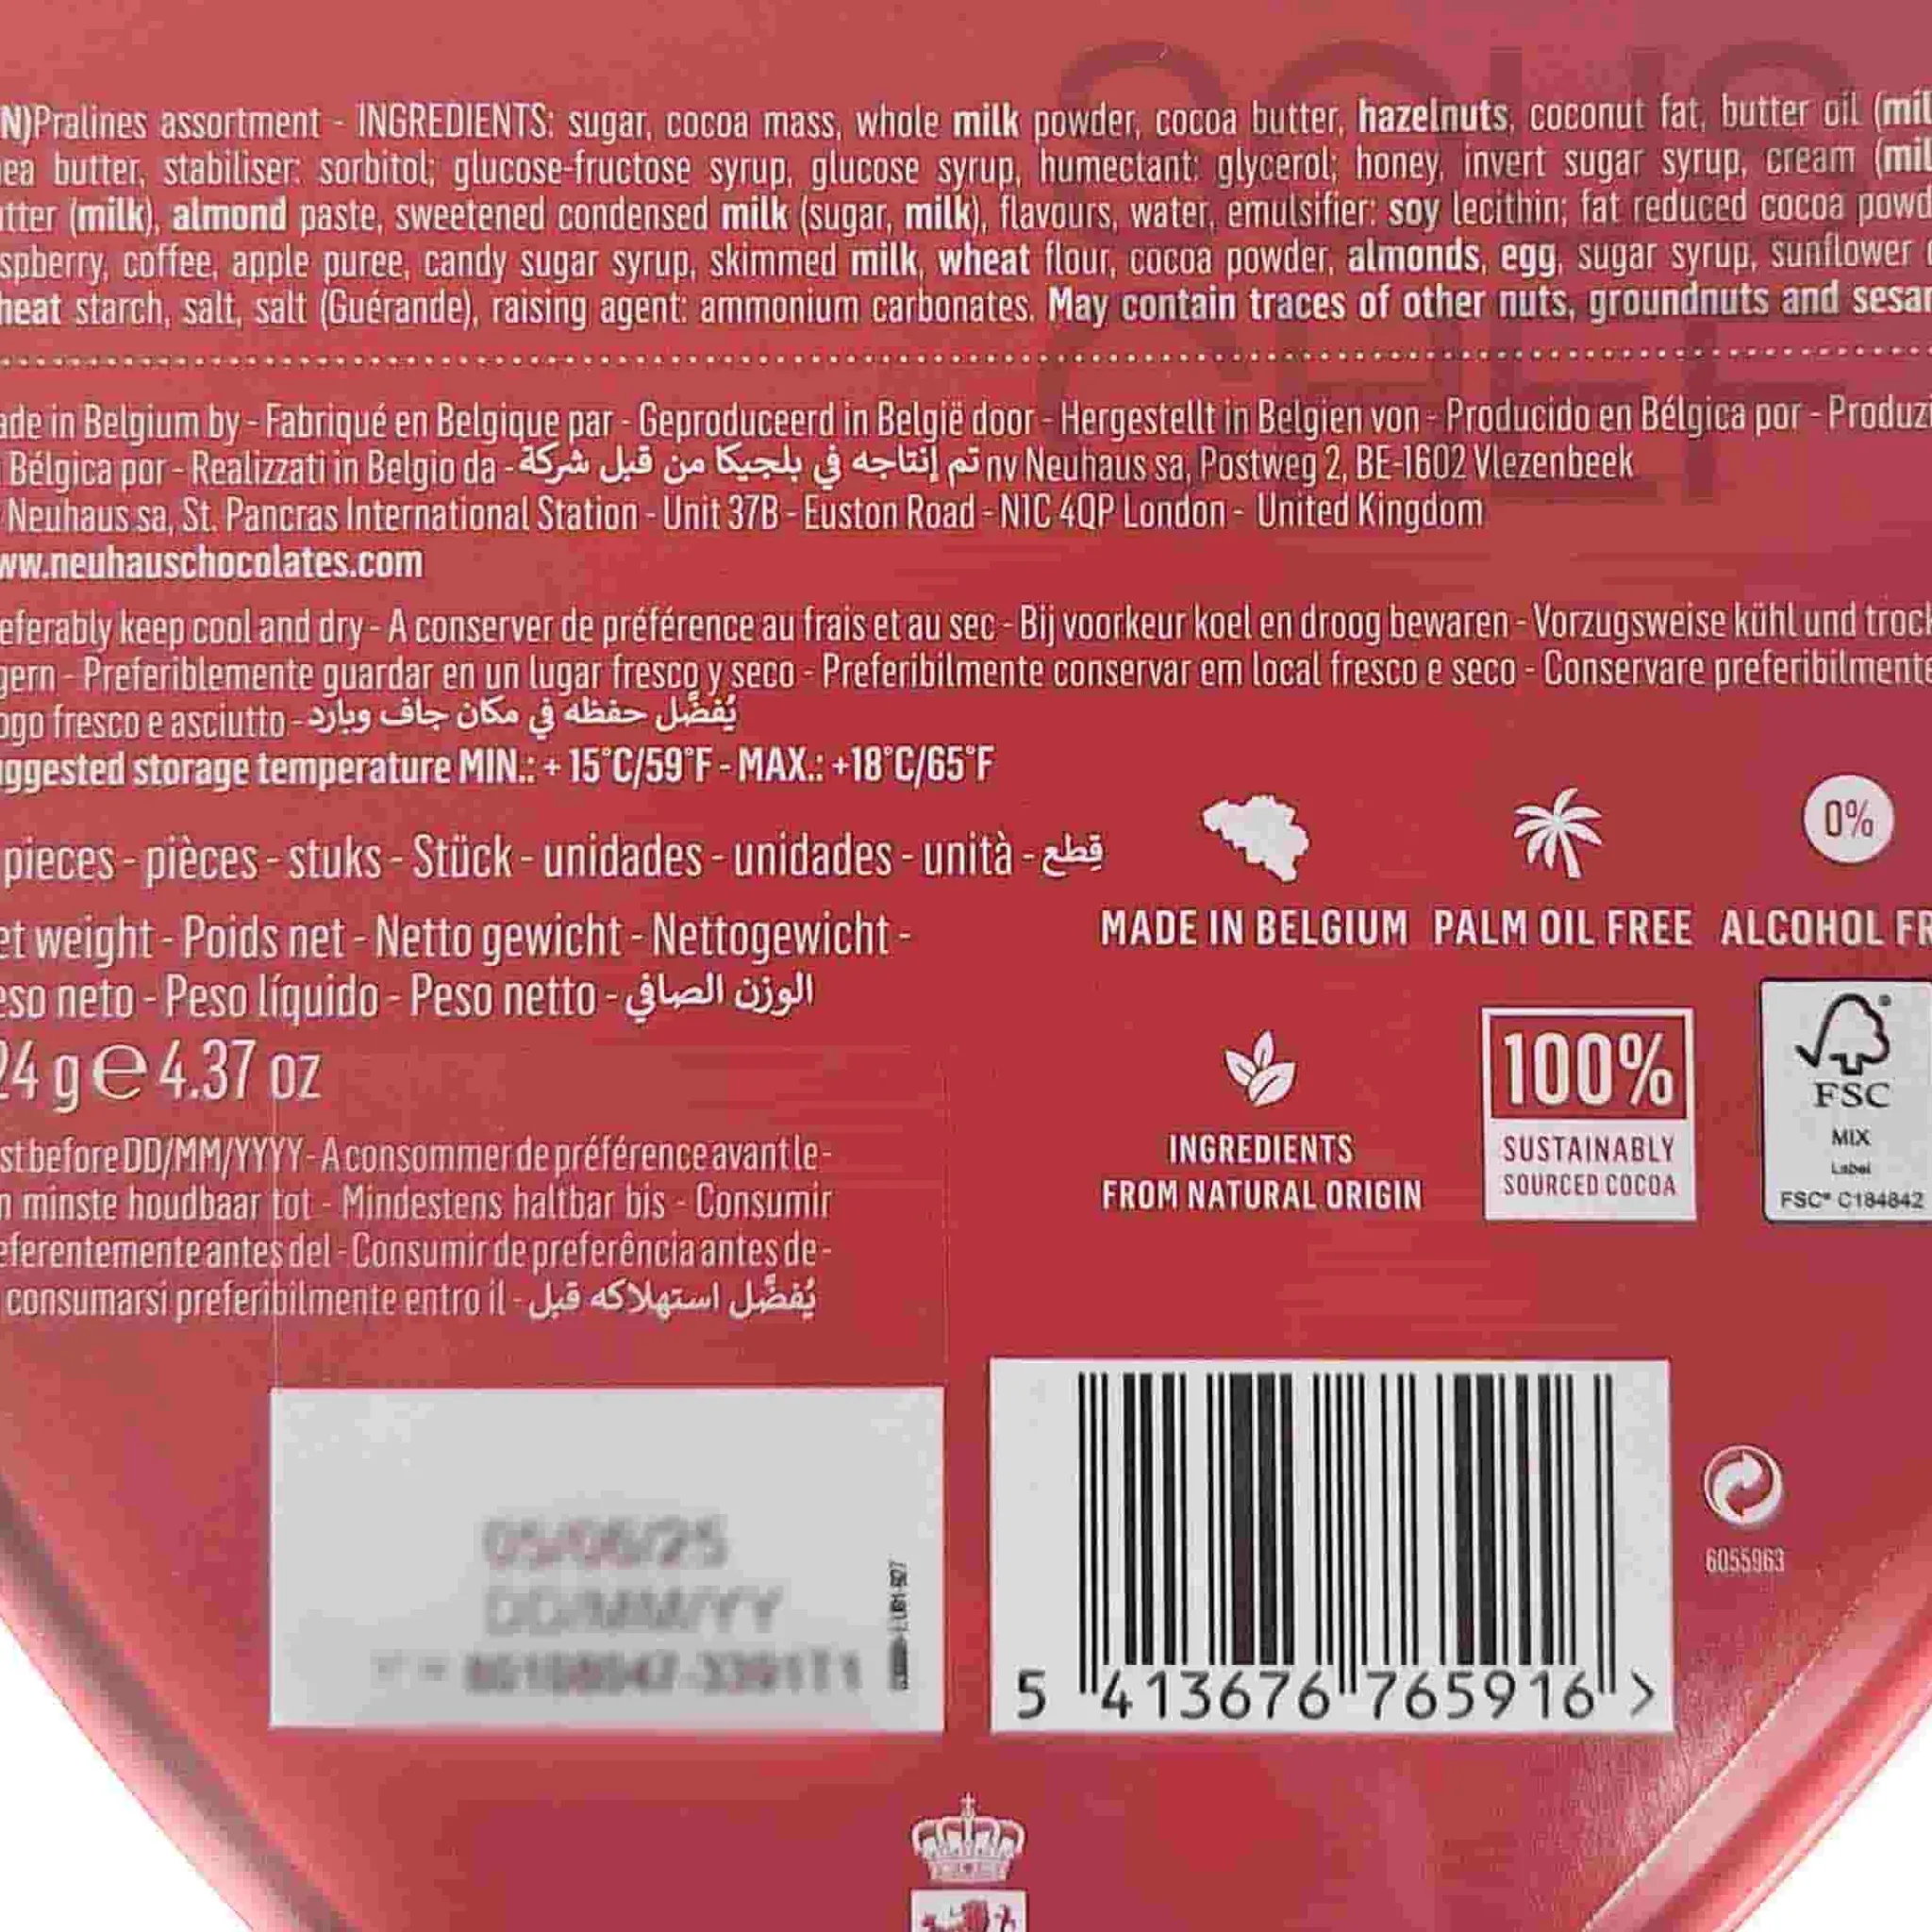 N)Pralines assortment - INGREDIENTS: sugar, cocoa mass, whole milk powder, cocoa butter, hazelnuts, coconut fat, butter oil (mil
ea butter, stabiliser: sorbitol; glucose-fructose syrup, glucose syrup, humectant: glycerol; honey, invert sugar syrup, cream (mil
tter (milk), almond paste, sweetened condensed milk (sugar, milk), flavours, water, emulsifier: soy lecithin; fat reduced cocoa powd
spberry, coffee, apple puree, candy sugar syrup, skimmed milk, wheat flour, cocoa powder, almonds, egg, sugar syrup, sunflower
heat starch, salt, salt (Guérande), raising agent: ammonium carbonates. May contain traces of other nuts, groundnuts and sesam
ade in Belgium by - Fabriqué en Belgique par - Geproduceerd in België door - Hergestellt in Belgien von - Producido en Bélgica por - Produzi
Bélgica por - Realizzati in Belgio da - تم إنتاجه في بلجيكا من قبل شركة nv Neuhaus sa, Postweg 2, BE-1602 Vlezenbeek
Neuhaus sa, St. Pancras International Station - Unit 37B - Euston Road - N1C 4QP London - United Kingdom
ww.neuhauschocolates.com
eferably keep cool and dry - A conserver de préférence au frais et au sec - Bij voorkeur koel en droog bewaren - Vorzugsweise kühl und trock
gern - Preferiblemente guardar en un lugar fresco y seco - Preferibilmente conservar em local fresco e seco - Conservare preferibilmente
ogo fresco e asciutto - يُفضَّل حفظه في مكان جاف وبارد
ggested storage temperature MIN.: + 15°C/59°F - MAX.: +18°C/65°F
pieces - pièces - stuks - Stück - unidades - unidades - unità - قِطع
et weight - Poids net - Netto gewicht - Nettogewicht -
eso neto - Peso líquido - Peso netto - الوزن الصافي
24 g e 4.37 oz
st before DD/MM/YYYY - A consommer de préférence avant le -
n minste houdbaar tot - Mindestens haltbar bis - Consumir
eferentemente antes del - Consumir de preferência antes de -
consumarsi preferibilmente entro il - يُفضَّل استهلاكه قبل
0%
MADE IN BELGIUM PALM OIL FREE ALCOHOL FR
INGREDIENTS
FROM NATURAL ORIGIN
100%
SUSTAINABLY
SOURCED COCOA
FSC
MIX
Label
FSC® C184842
05/06/25
DD/MM/YY
5 413676 765916 >
6055963